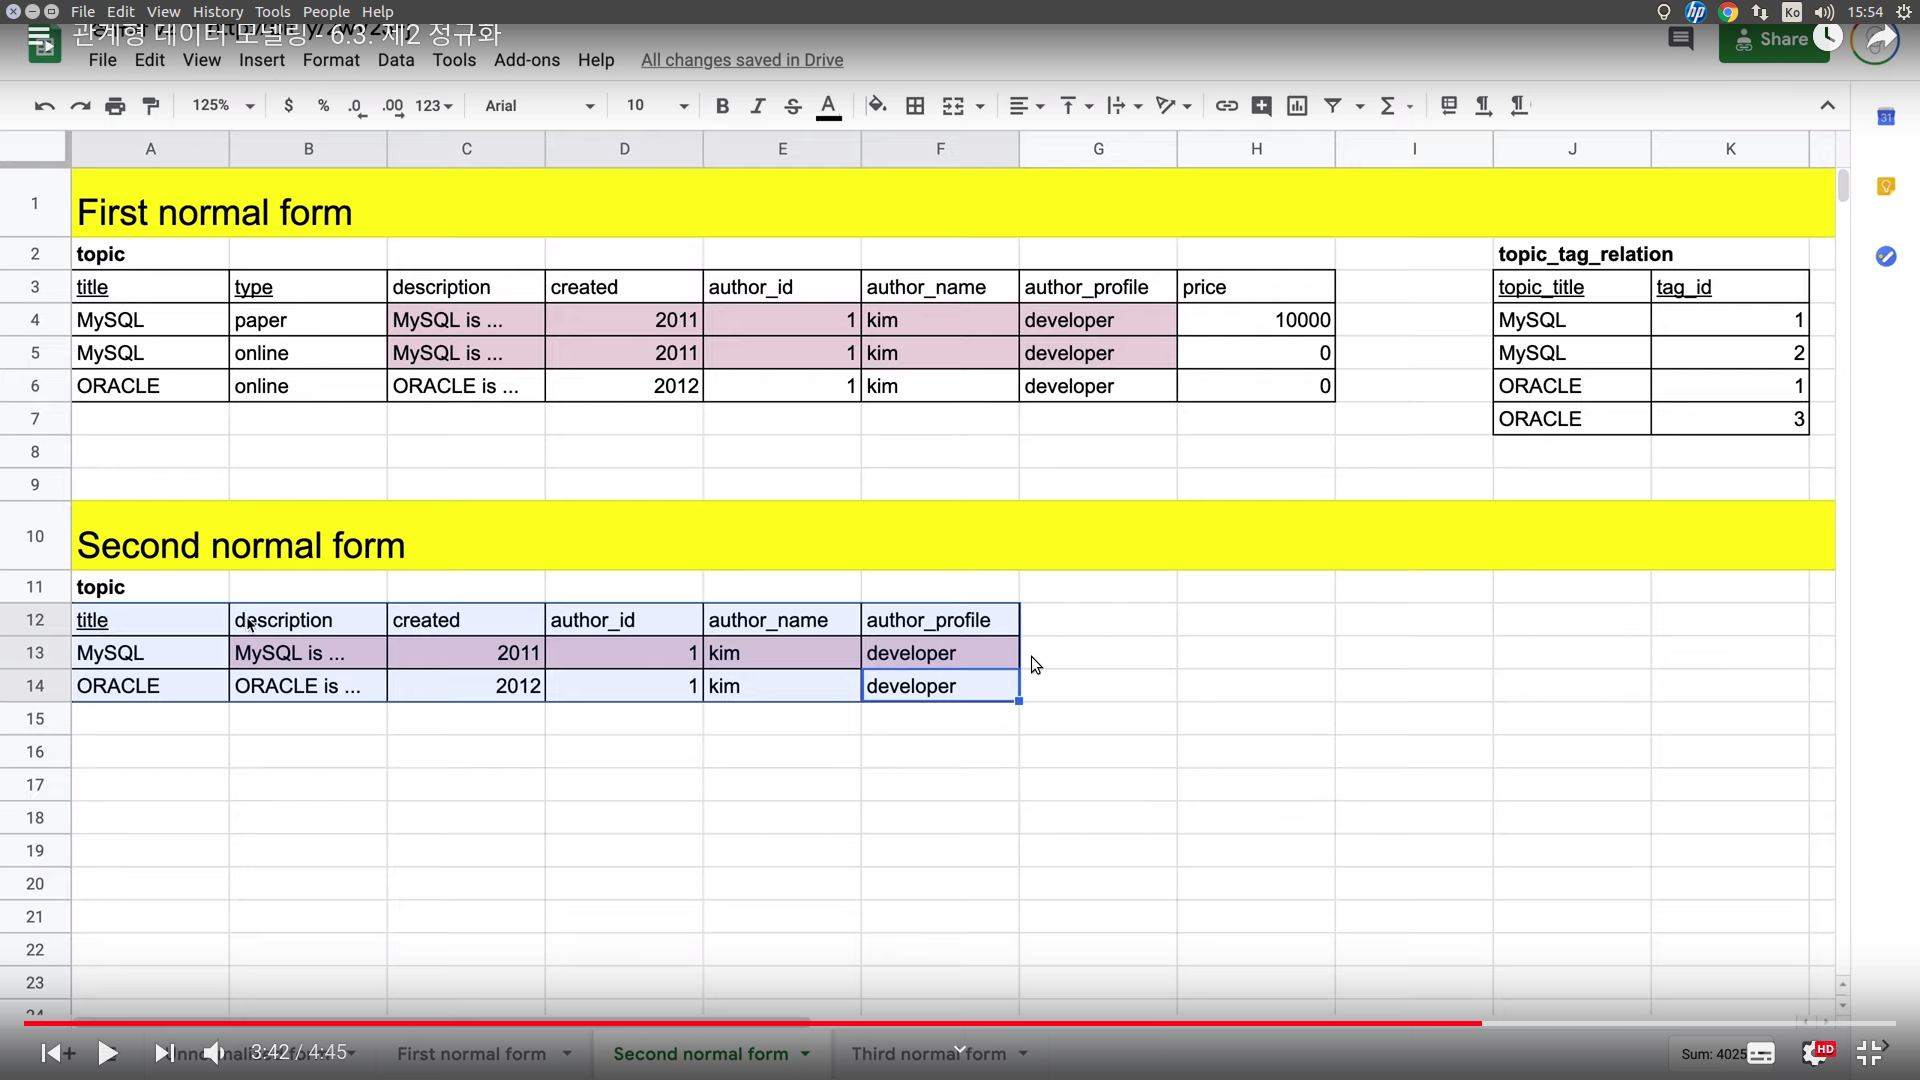 File Edit View History Tools People Help
Ko 15:54
관계형 데이터 모델링 - 6.3. 제2 정규화
File Edit View Insert Format Data Tools Add-ons Help All changes saved in Drive
Share
125% $ % .0 .00 123 Arial 10 B I S A Σ
31
A B C D E F G H I J K
1 First normal form
2 topic topic_tag_relation
3 title type description created author_id author_name author_profile price topic_title tag_id
4 MySQL paper MySQL is ... 2011 1 kim developer 10000 MySQL 1
5 MySQL online MySQL is ... 2011 1 kim developer 0 MySQL 2
6 ORACLE online ORACLE is ... 2012 1 kim developer 0 ORACLE 1
7 ORACLE 3
8
9
10 Second normal form
11 topic
12 title description created author_id author_name author_profile
13 MySQL MySQL is ... 2011 1 kim developer
14 ORACLE ORACLE is ... 2012 1 kim developer
15
16
17
18
19
20
21
22
23
24
3:42 / 4:45 First normal form Second normal form Third normal form Sum: 4025 HD